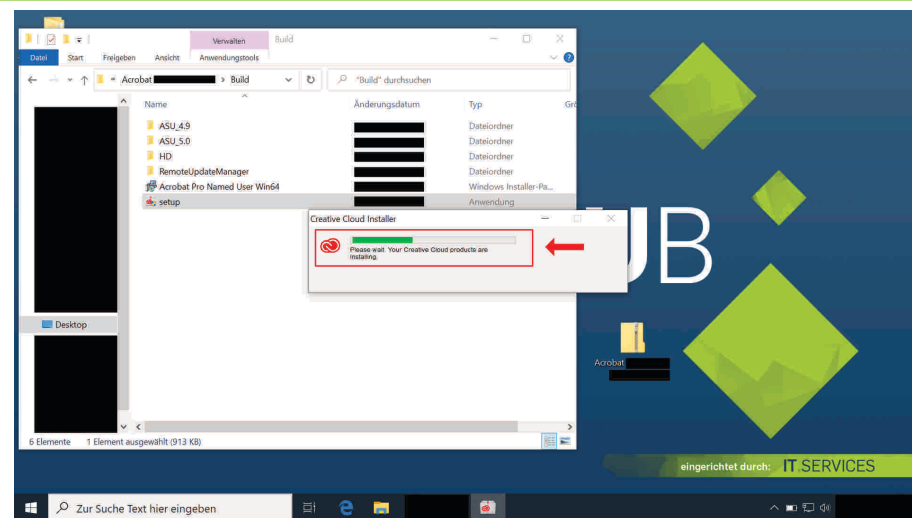 Verwalten
Build
Datei Start Freigeben Ansicht Anwendungstools
« Acrobat › Build
"Build" durchsuchen
Name Änderungsdatum Typ Grö
ASU_4.9 Dateiordner
ASU_5.0 Dateiordner
HD Dateiordner
RemoteUpdateManager Dateiordner
Acrobat Pro Named User Win64 Windows Installer-Pa...
setup Anwendung
Creative Cloud Installer
Please wait. Your Creative Cloud products are
installing.
UB
Desktop
Acrobat
6 Elemente 1 Element ausgewählt (913 KB)
eingerichtet durch: IT.SERVICES
Zur Suche Text hier eingeben